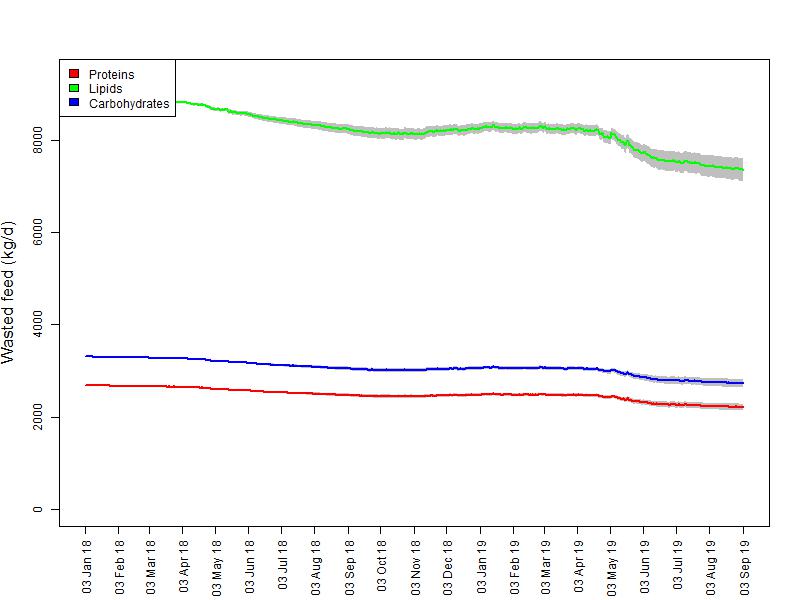 Proteins
Lipids
Carbohydrates
Wasted feed (kg/d)
8000
6000
4000
2000
0
03 Jan 18
03 Feb 18
03 Mar 18
03 Apr 18
03 May 18
03 Jun 18
03 Jul 18
03 Aug 18
03 Sep 18
03 Oct 18
03 Nov 18
03 Dec 18
03 Jan 19
03 Feb 19
03 Mar 19
03 Apr 19
03 May 19
03 Jun 19
03 Jul 19
03 Aug 19
03 Sep 19